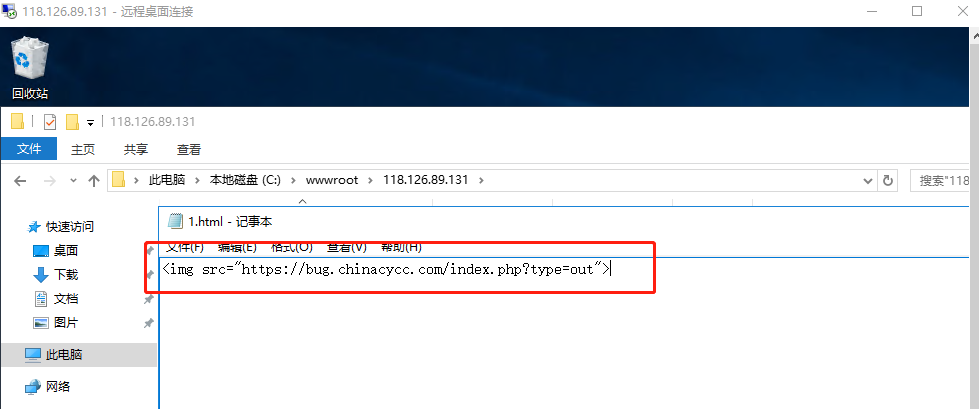 118.126.89.131 - 远程桌面连接
回收站
118.126.89.131
文件 主页 共享 查看
此电脑 本地磁盘 (C:) wwwroot 118.126.89.131 搜索"118
快速访问
1.html - 记事本
桌面
文件(F) 编辑(E) 格式(O) 查看(V) 帮助(H)
<img src="https://bug.chinacycc.com/index.php?type=out">
下载
文档
图片
此电脑
网络